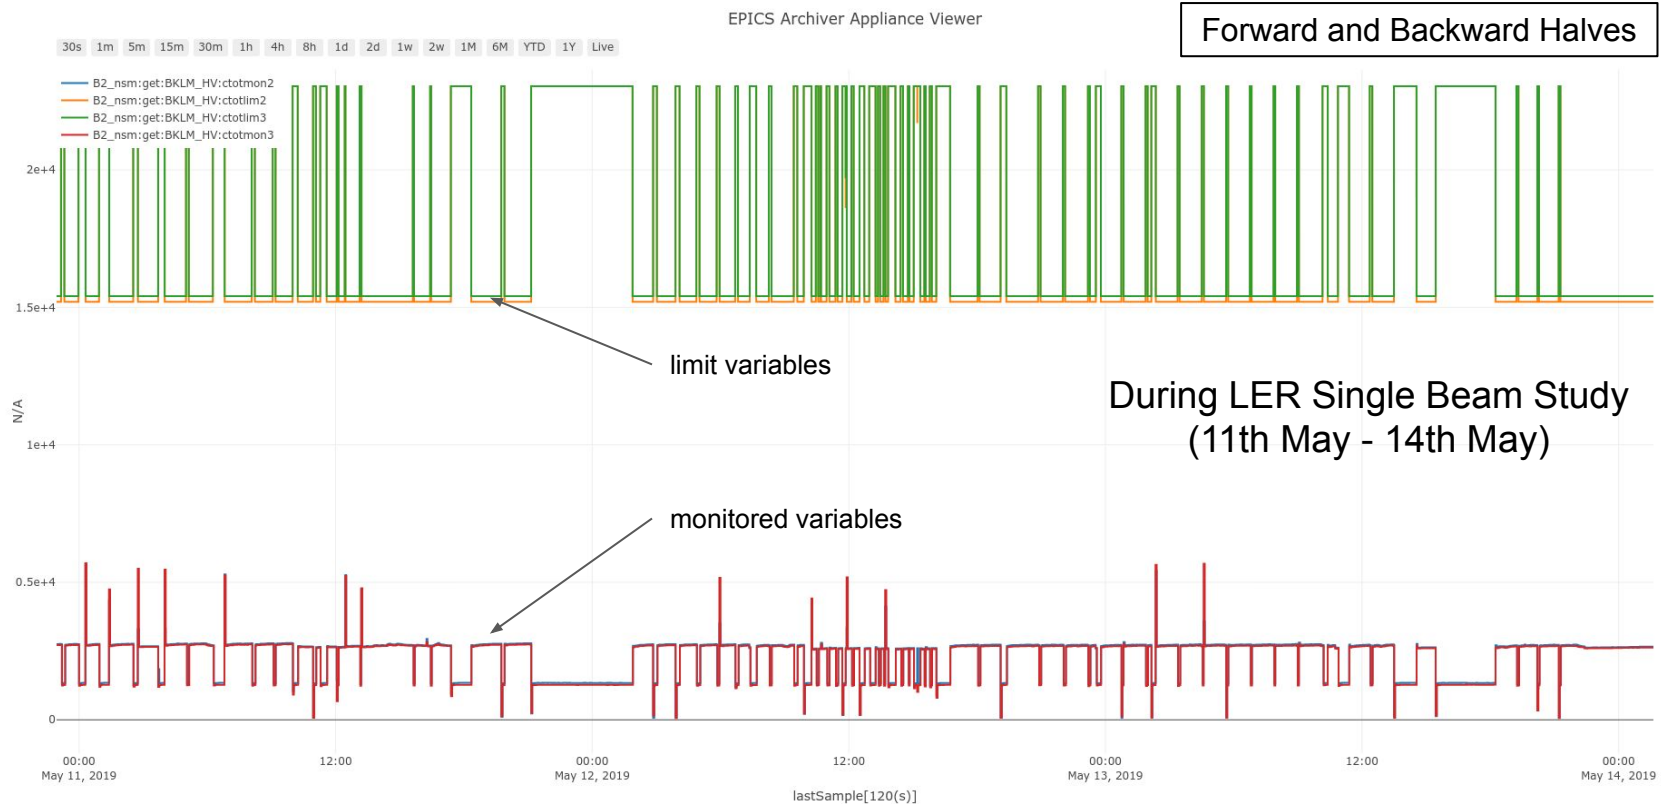 EPICS Archiver Appliance Viewer
Forward and Backward Halves
30s 1m 5m 15m 30m 1h 4h 8h 1d 2d 1w 2w 1M 6M YTD 1Y Live
B2_nsm:get:BKLM_HV:ctotmon2
B2_nsm:get:BKLM_HV:ctotlim2
B2_nsm:get:BKLM_HV:ctotlim3
B2_nsm:get:BKLM_HV:ctotmon3
2e+4
1.5e+4
limit variables
During LER Single Beam Study
(11th May - 14th May)
N/A
1e+4
monitored variables
0.5e+4
0
00:00 12:00 00:00 12:00 00:00 12:00 00:00
May 11, 2019 May 12, 2019 May 13, 2019 May 14, 2019
lastSample[120(s)]